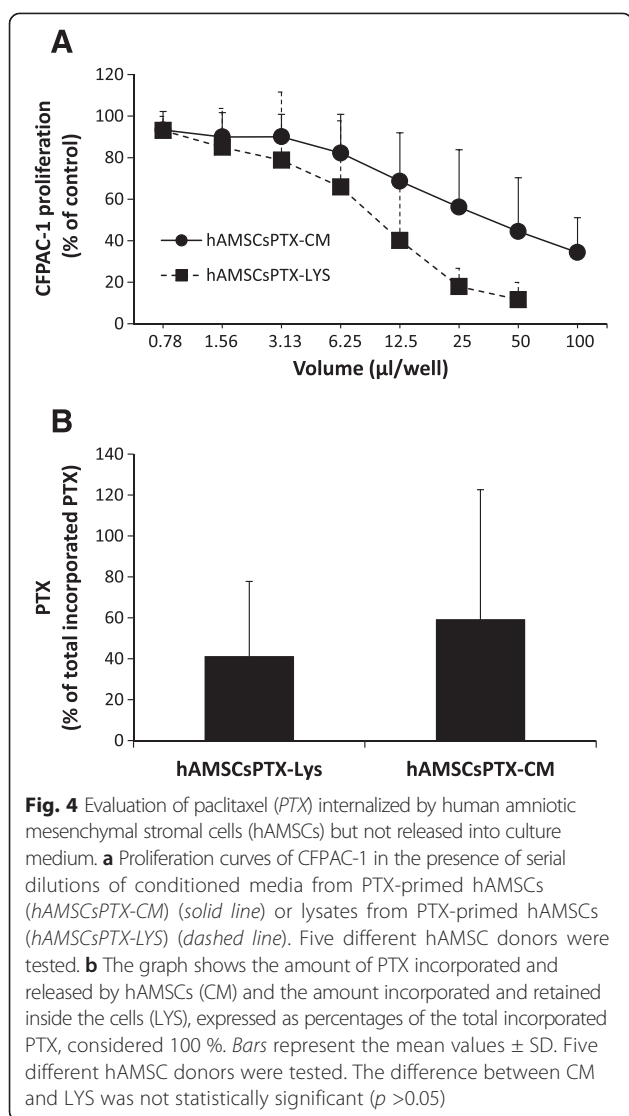 A
120
100
80
60
40
20
0
CFPAC-1 proliferation
(% of control)
hAMSCsPTX-CM
hAMSCsPTX-LYS
0.78 1.56 3.13 6.25 12.5 25 50 100
Volume (µl/well)
B
140
120
100
80
60
40
20
0
PTX
(% of total incorporated PTX)
hAMSCsPTX-Lys hAMSCsPTX-CM
Fig. 4 Evaluation of paclitaxel (PTX) internalized by human amniotic
mesenchymal stromal cells (hAMSCs) but not released into culture
medium. a Proliferation curves of CFPAC-1 in the presence of serial
dilutions of conditioned media from PTX-primed hAMSCs
(hAMSCsPTX-CM) (solid line) or lysates from PTX-primed hAMSCs
(hAMSCsPTX-LYS) (dashed line). Five different hAMSC donors were
tested. b The graph shows the amount of PTX incorporated and
released by hAMSCs (CM) and the amount incorporated and retained
inside the cells (LYS), expressed as percentages of the total incorporated
PTX, considered 100 %. Bars represent the mean values ± SD. Five
different hAMSC donors were tested. The difference between CM
and LYS was not statistically significant (p >0.05)